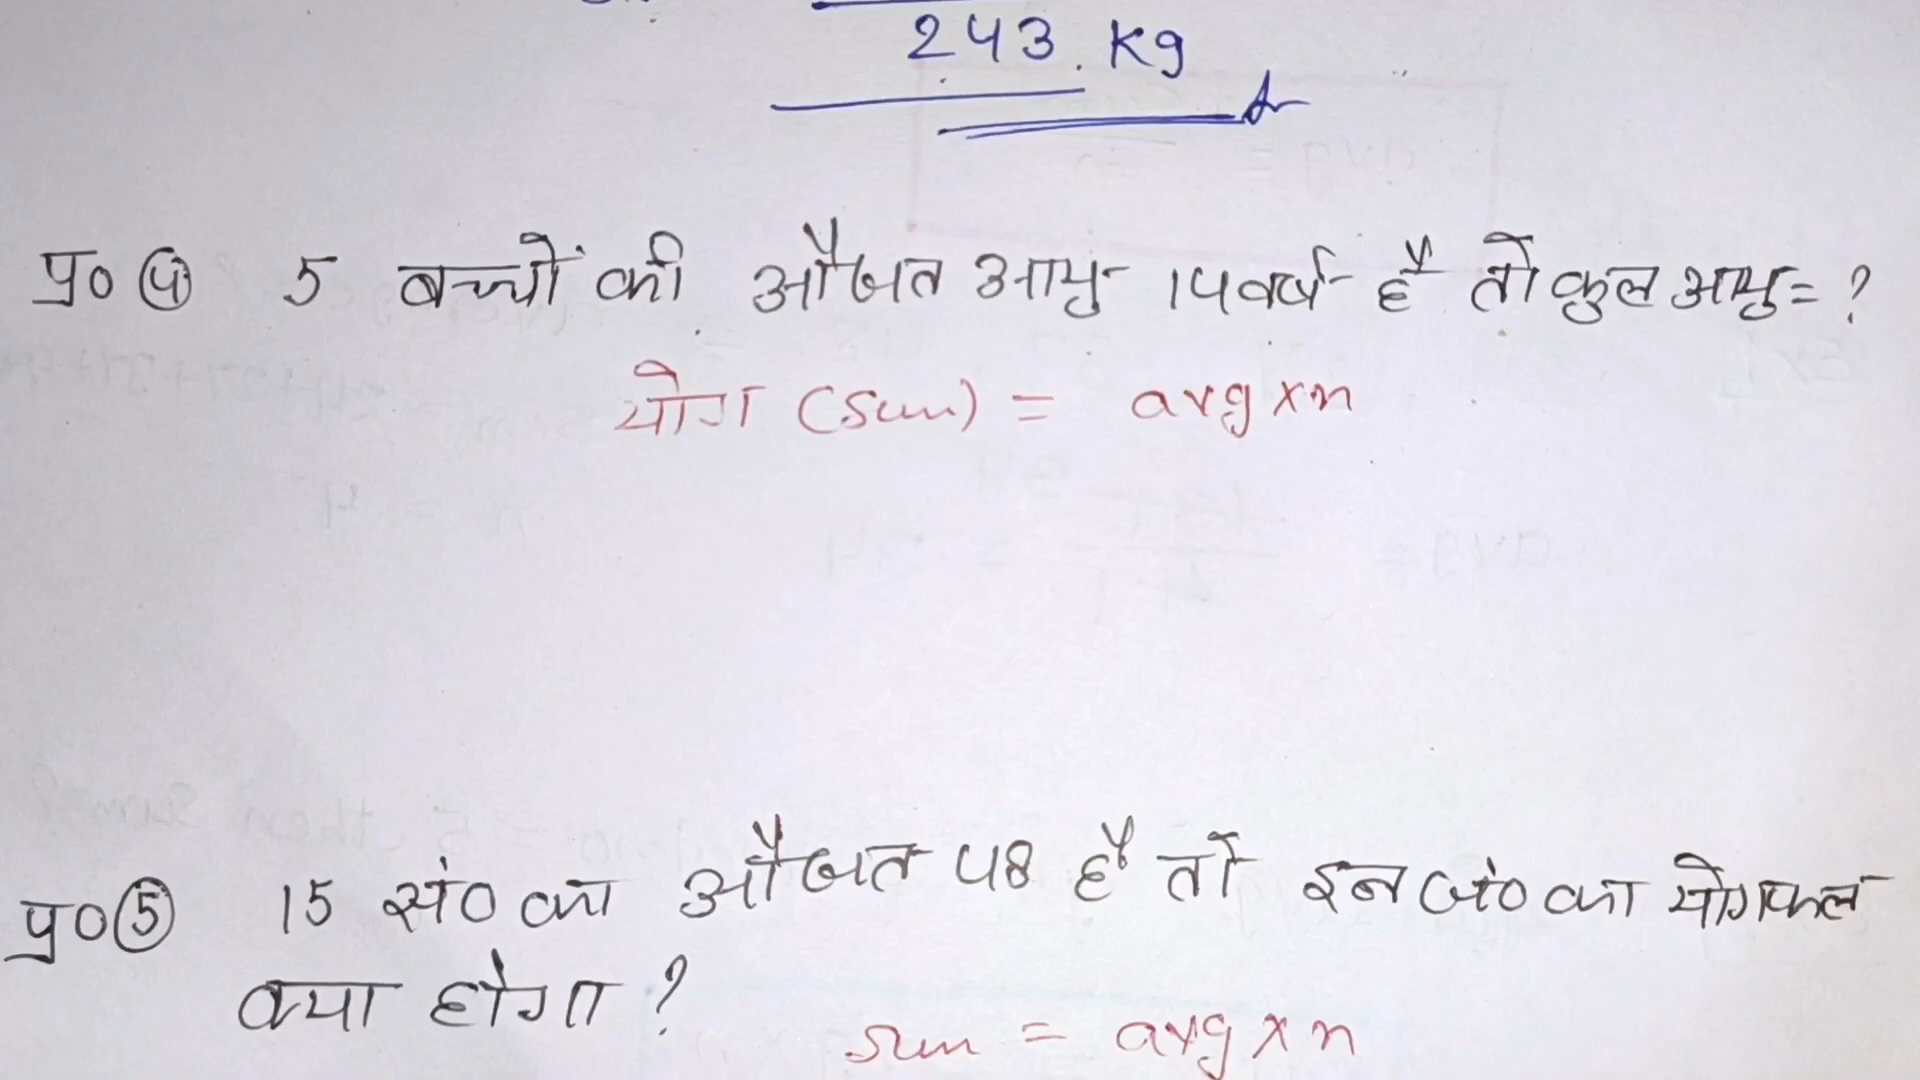 243 Kg
प्र० ④ 5 बच्चों की औसत आयु 14 वर्ष है तो कुल आयु = ?
योग (Sum) = avg x n
प्र० ⑤ 15 सं० का औसत 48 है तो इन सं० का योगफल
क्या होगा ?
sum = avg x n